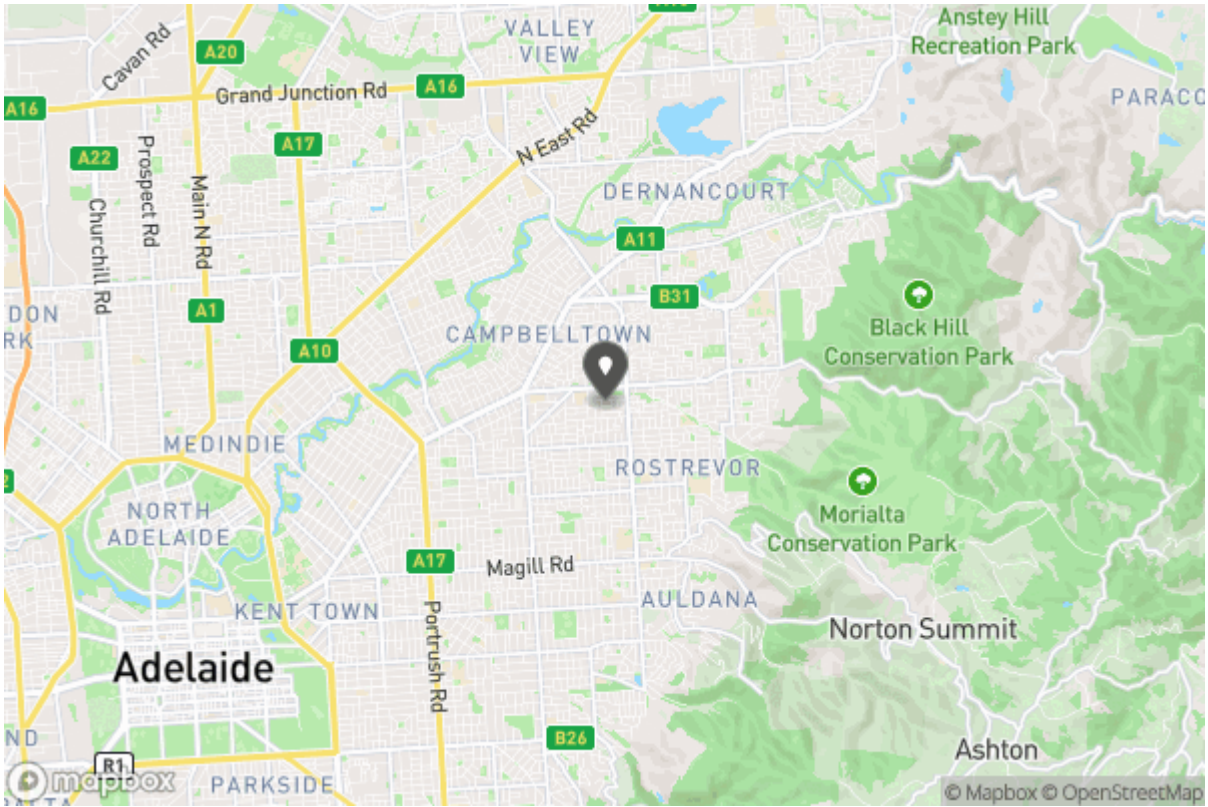 Anstey Hill
Recreation Park
VALLEY
VIEW
Cavan Rd
A20
A16
Grand Junction Rd
A16
PARACO
A22
A17
N East Rd
Prospect Rd
Main N Rd
Churchill Rd
DERNANCOURT
A11
B31
A1
DON
RK
CAMPBELLTOWN
Black Hill
Conservation Park
A10
MEDINDIE
ROSTREVOR
NORTH
ADELAIDE
Morialta
Conservation Park
A17
Magill Rd
KENT TOWN
AULDANA
Portrush Rd
Norton Summit
Adelaide
B26
ND
Ashton
R1
PARKSIDE
mapbox
© Mapbox © OpenStreetMap